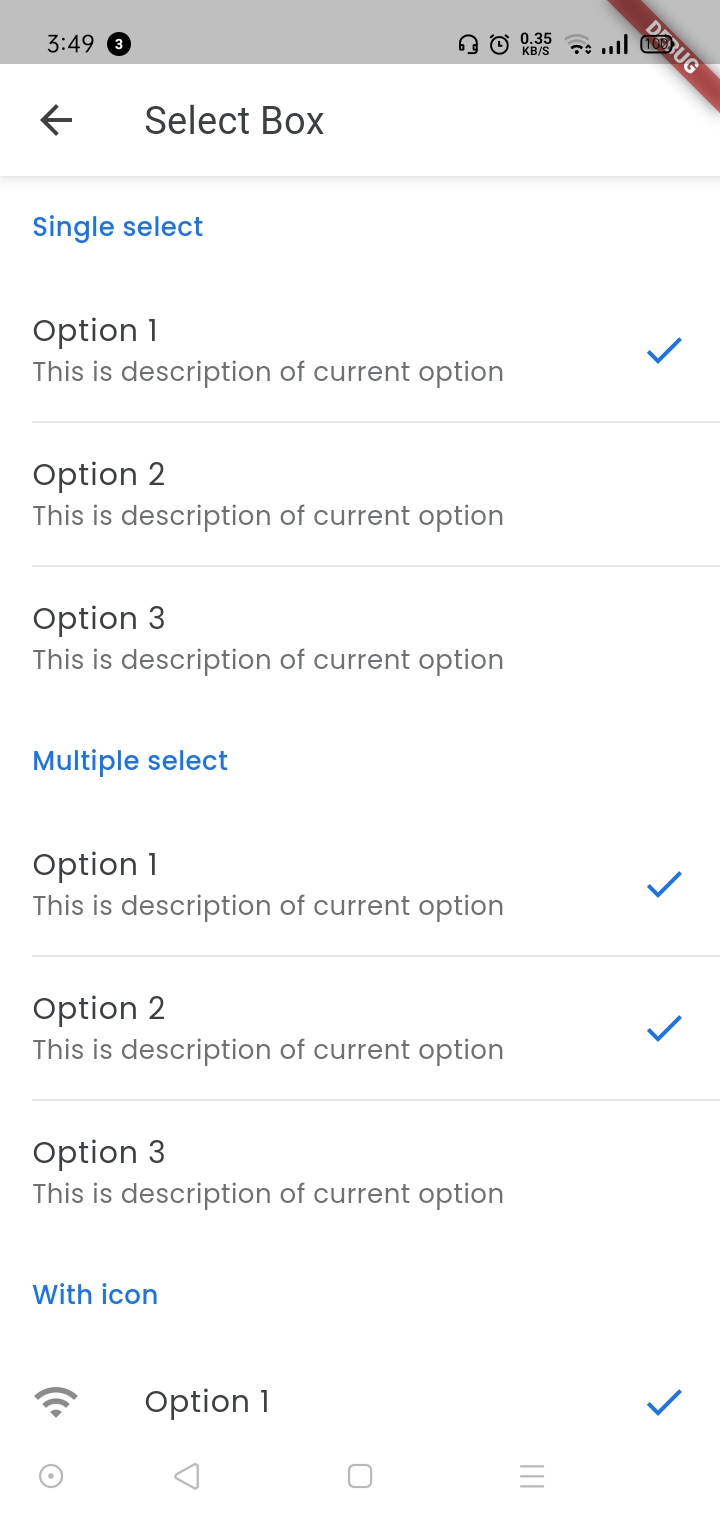 3:49 3 0.35 KB/S 100 DEBUG
Select Box
Single select
Option 1
This is description of current option
Option 2
This is description of current option
Option 3
This is description of current option
Multiple select
Option 1
This is description of current option
Option 2
This is description of current option
Option 3
This is description of current option
With icon
Option 1